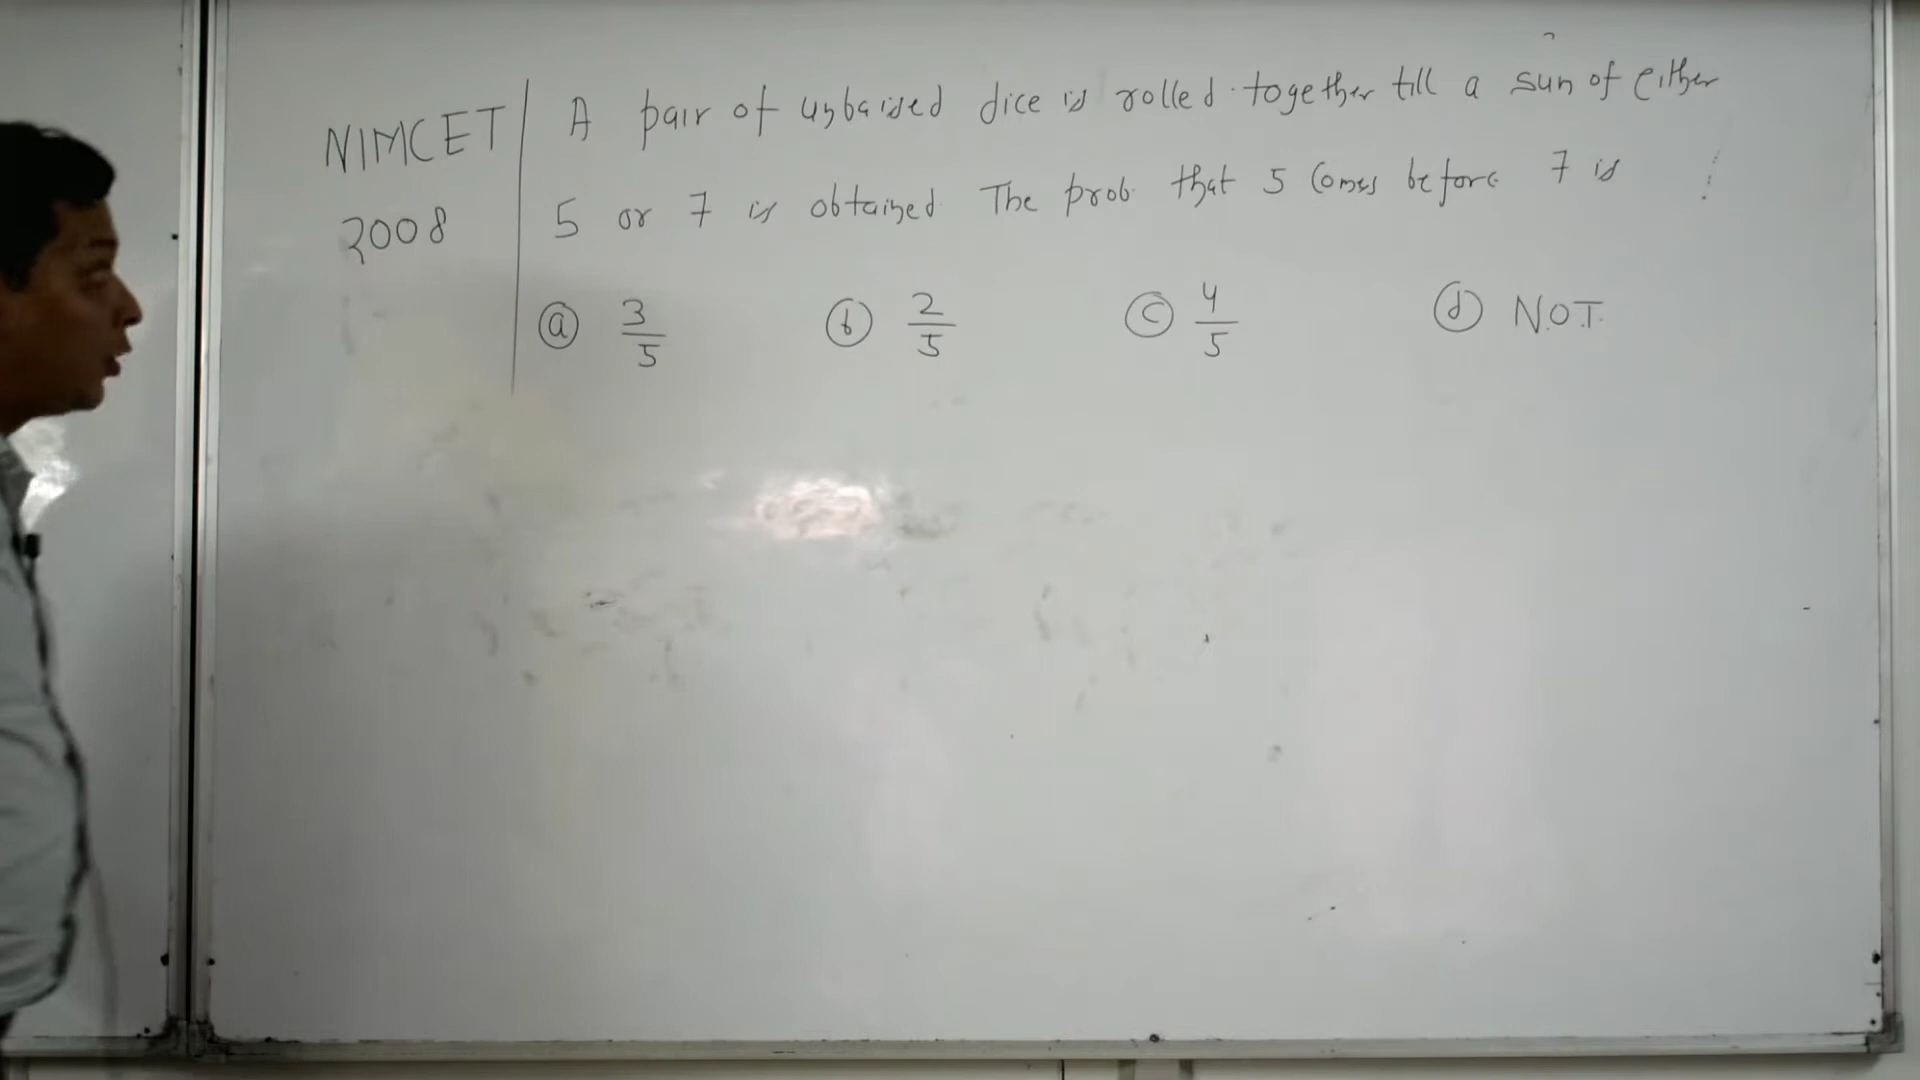 NIMCET
2008
A pair of unbaised dice is rolled together till a sum of either
5 or 7 is obtained The prob that 5 Comes before 7 is
(a) 3/5 (b) 2/5 (c) 4/5 (d) N.O.T.